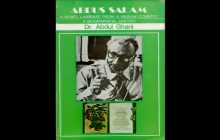 ABDUS SALAM
A NOBEL LAUREATE FROM A MUSLIM COUNTRY
A BIOGRAPHICAL SKETCH
Dr. Abdul Ghani